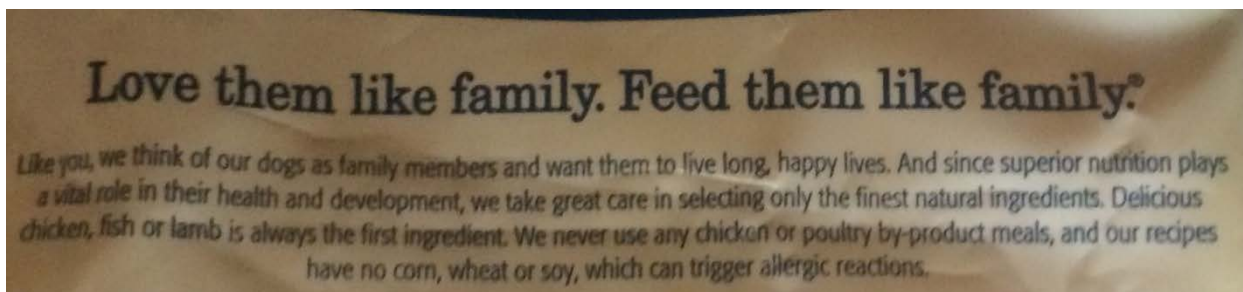 Love them like family. Feed them like family.®
Like you, we think of our dogs as family members and want them to live long, happy lives. And since superior nutrition plays
a vital role in their health and development, we take great care in selecting only the finest natural ingredients. Delicious
chicken, fish or lamb is always the first ingredient. We never use any chicken or poultry by-product meals, and our recipes
have no corn, wheat or soy, which can trigger allergic reactions.